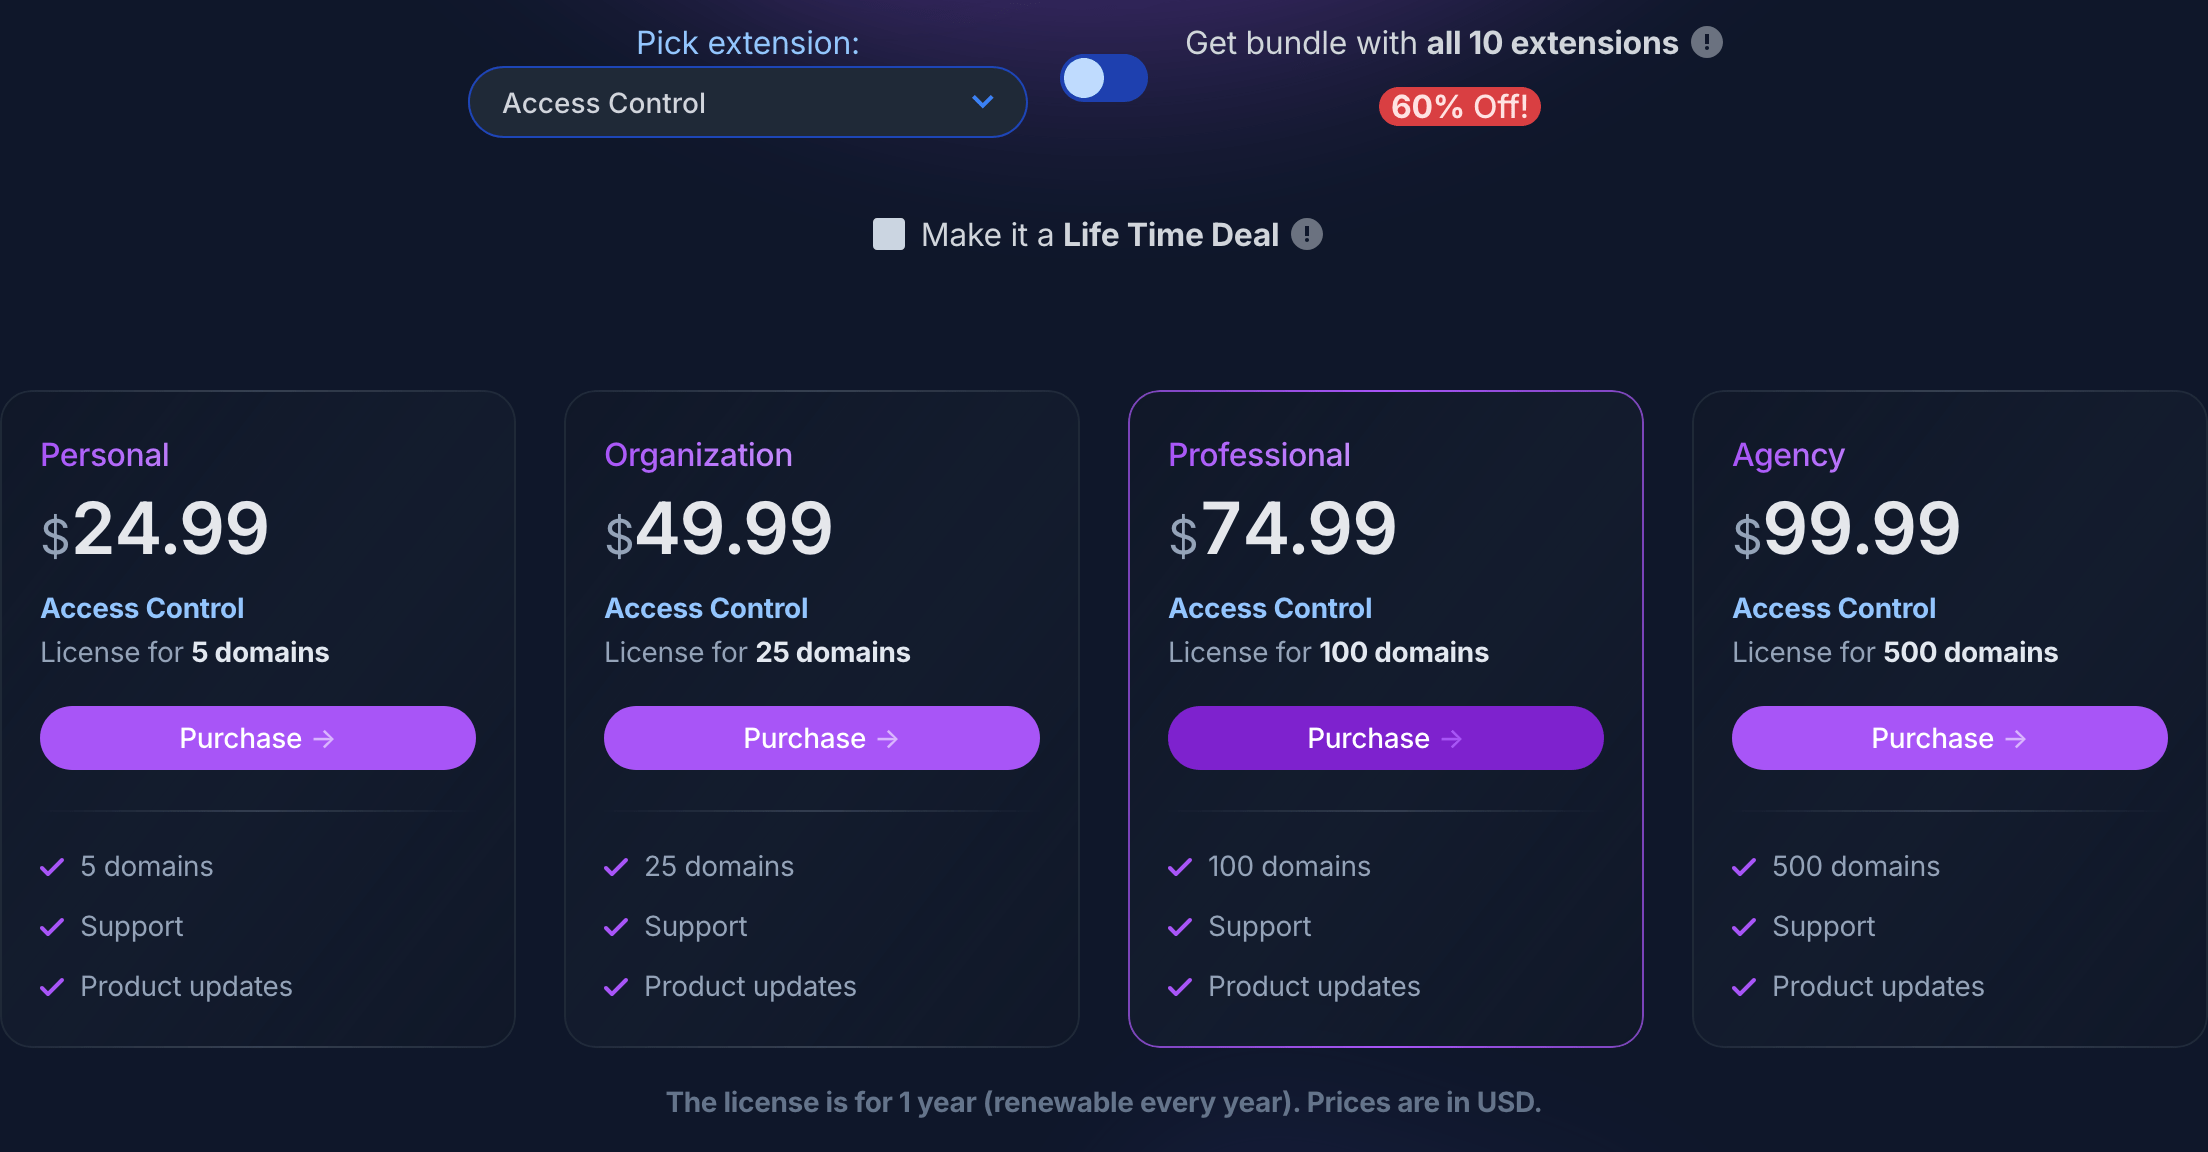 Pick extension:
Access Control
Get bundle with all 10 extensions
60% Off!
Make it a Life Time Deal
Personal
$24.99
Access Control
License for 5 domains
Purchase →
5 domains
Support
Product updates
Organization
$49.99
Access Control
License for 25 domains
Purchase →
25 domains
Support
Product updates
Professional
$74.99
Access Control
License for 100 domains
Purchase →
100 domains
Support
Product updates
Agency
$99.99
Access Control
License for 500 domains
Purchase →
500 domains
Support
Product updates
The license is for 1 year (renewable every year). Prices are in USD.